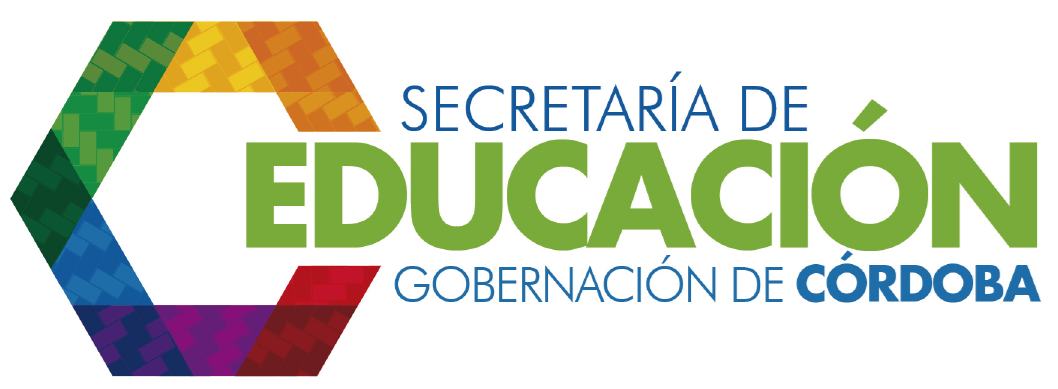 SECRETARÍA DE
EDUCACIÓN
GOBERNACIÓN DE CÓRDOBA